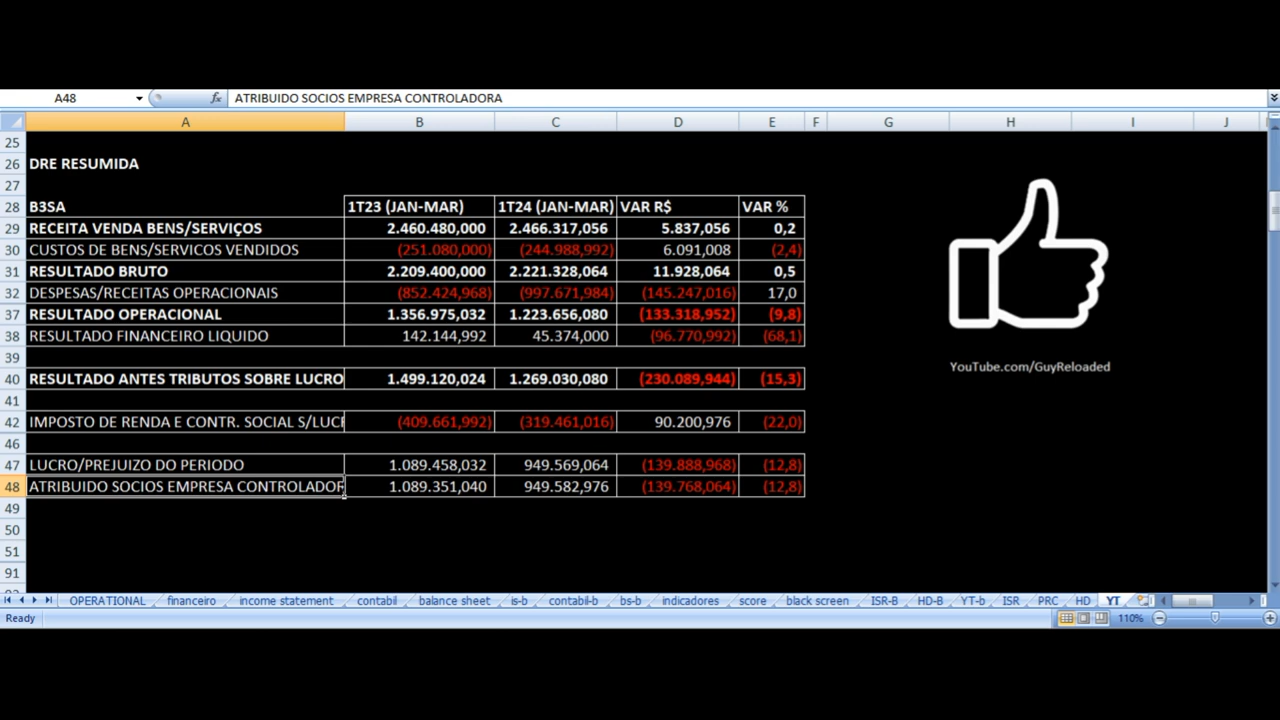 A48 fx ATRIBUIDO SOCIOS EMPRESA CONTROLADORA
A B C D E F G H I J
25
26 DRE RESUMIDA
27
28 B3SA 1T23 (JAN-MAR) 1T24 (JAN-MAR) VAR R$ VAR %
29 RECEITA VENDA BENS/SERVIÇOS 2.460.480,000 2.466.317,056 5.837,056 0,2
30 CUSTOS DE BENS/SERVICOS VENDIDOS (251.080,000) (244.988,992) 6.091,008 (2,4)
31 RESULTADO BRUTO 2.209.400,000 2.221.328,064 11.928,064 0,5
32 DESPESAS/RECEITAS OPERACIONAIS (852.424,968) (997.671,984) (145.247,016) 17,0
37 RESULTADO OPERACIONAL 1.356.975,032 1.223.656,080 (133.318,952) (9,8)
38 RESULTADO FINANCEIRO LIQUIDO 142.144,992 45.374,000 (96.770,992) (68,1)
39
40 RESULTADO ANTES TRIBUTOS SOBRE LUCRO 1.499.120,024 1.269.030,080 (230.089,944) (15,3)
41
42 IMPOSTO DE RENDA E CONTR. SOCIAL S/LUCR (409.661,992) (319.461,016) 90.200,976 (22,0)
46
47 LUCRO/PREJUIZO DO PERIODO 1.089.458,032 949.569,064 (139.888,968) (12,8)
48 ATRIBUIDO SOCIOS EMPRESA CONTROLADOR 1.089.351,040 949.582,976 (139.768,064) (12,8)
49
50
51
91
YouTube.com/GuyReloaded
OPERATIONAL financeiro income statement contabil balance sheet is-b contabil-b bs-b indicadores score black screen ISR-B HD-B YT-b ISR PRC HD YT
Ready 110%